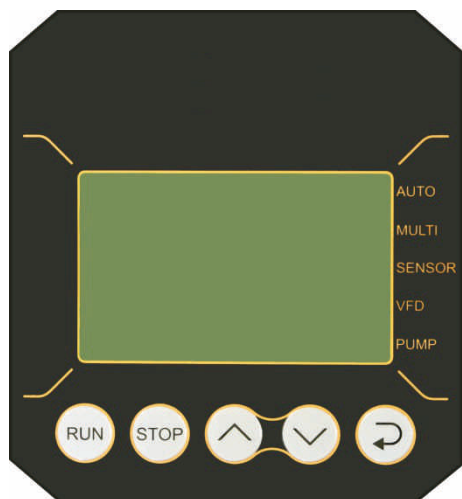 AUTO
MULTI
SENSOR
VFD
PUMP
RUN STOP